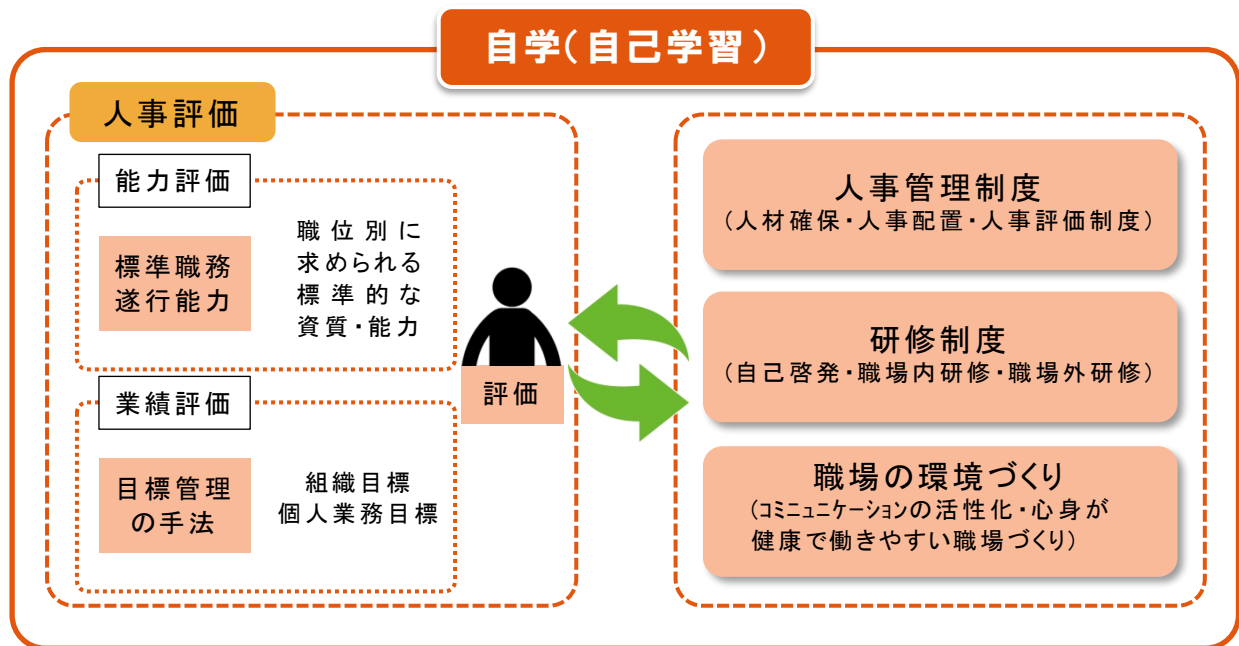 自学(自己学習)
人事評価
能力評価
標準職務
遂行能力
職位別に
求められる
標準的な
資質・能力
業績評価
目標管理
の手法
組織目標
個人業務目標
評価
人事管理制度
(人材確保・人事配置・人事評価制度)
研修制度
(自己啓発・職場内研修・職場外研修)
職場の環境づくり
(コミニュニケーションの活性化・心身が
健康で働きやすい職場づくり)